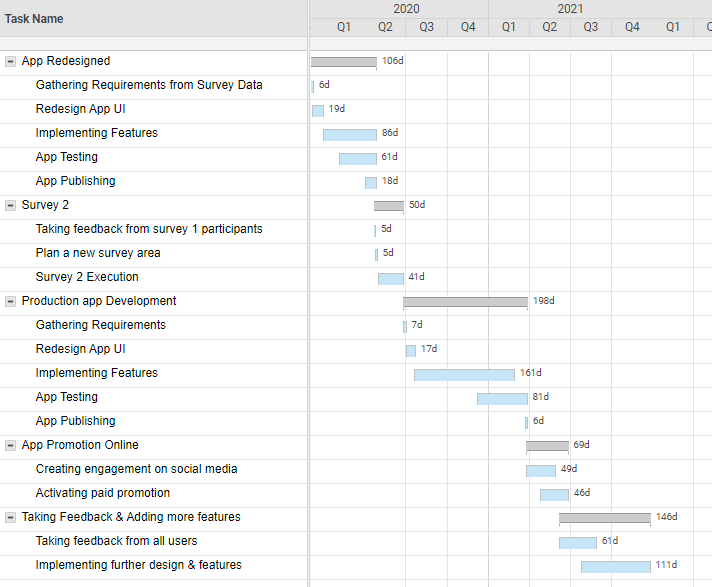 Task Name
2020 2021
Q1 Q2 Q3 Q4 Q1 Q2 Q3 Q4 Q1
App Redesigned 106d
Gathering Requirements from Survey Data 6d
Redesign App UI 19d
Implementing Features 86d
App Testing 61d
App Publishing 18d
Survey 2 50d
Taking feedback from survey 1 participants 5d
Plan a new survey area 5d
Survey 2 Execution 41d
Production app Development 198d
Gathering Requirements 7d
Redesign App UI 17d
Implementing Features 161d
App Testing 81d
App Publishing 6d
App Promotion Online 69d
Creating engagement on social media 49d
Activating paid promotion 46d
Taking Feedback & Adding more features 146d
Taking feedback from all users 61d
Implementing further design & features 111d